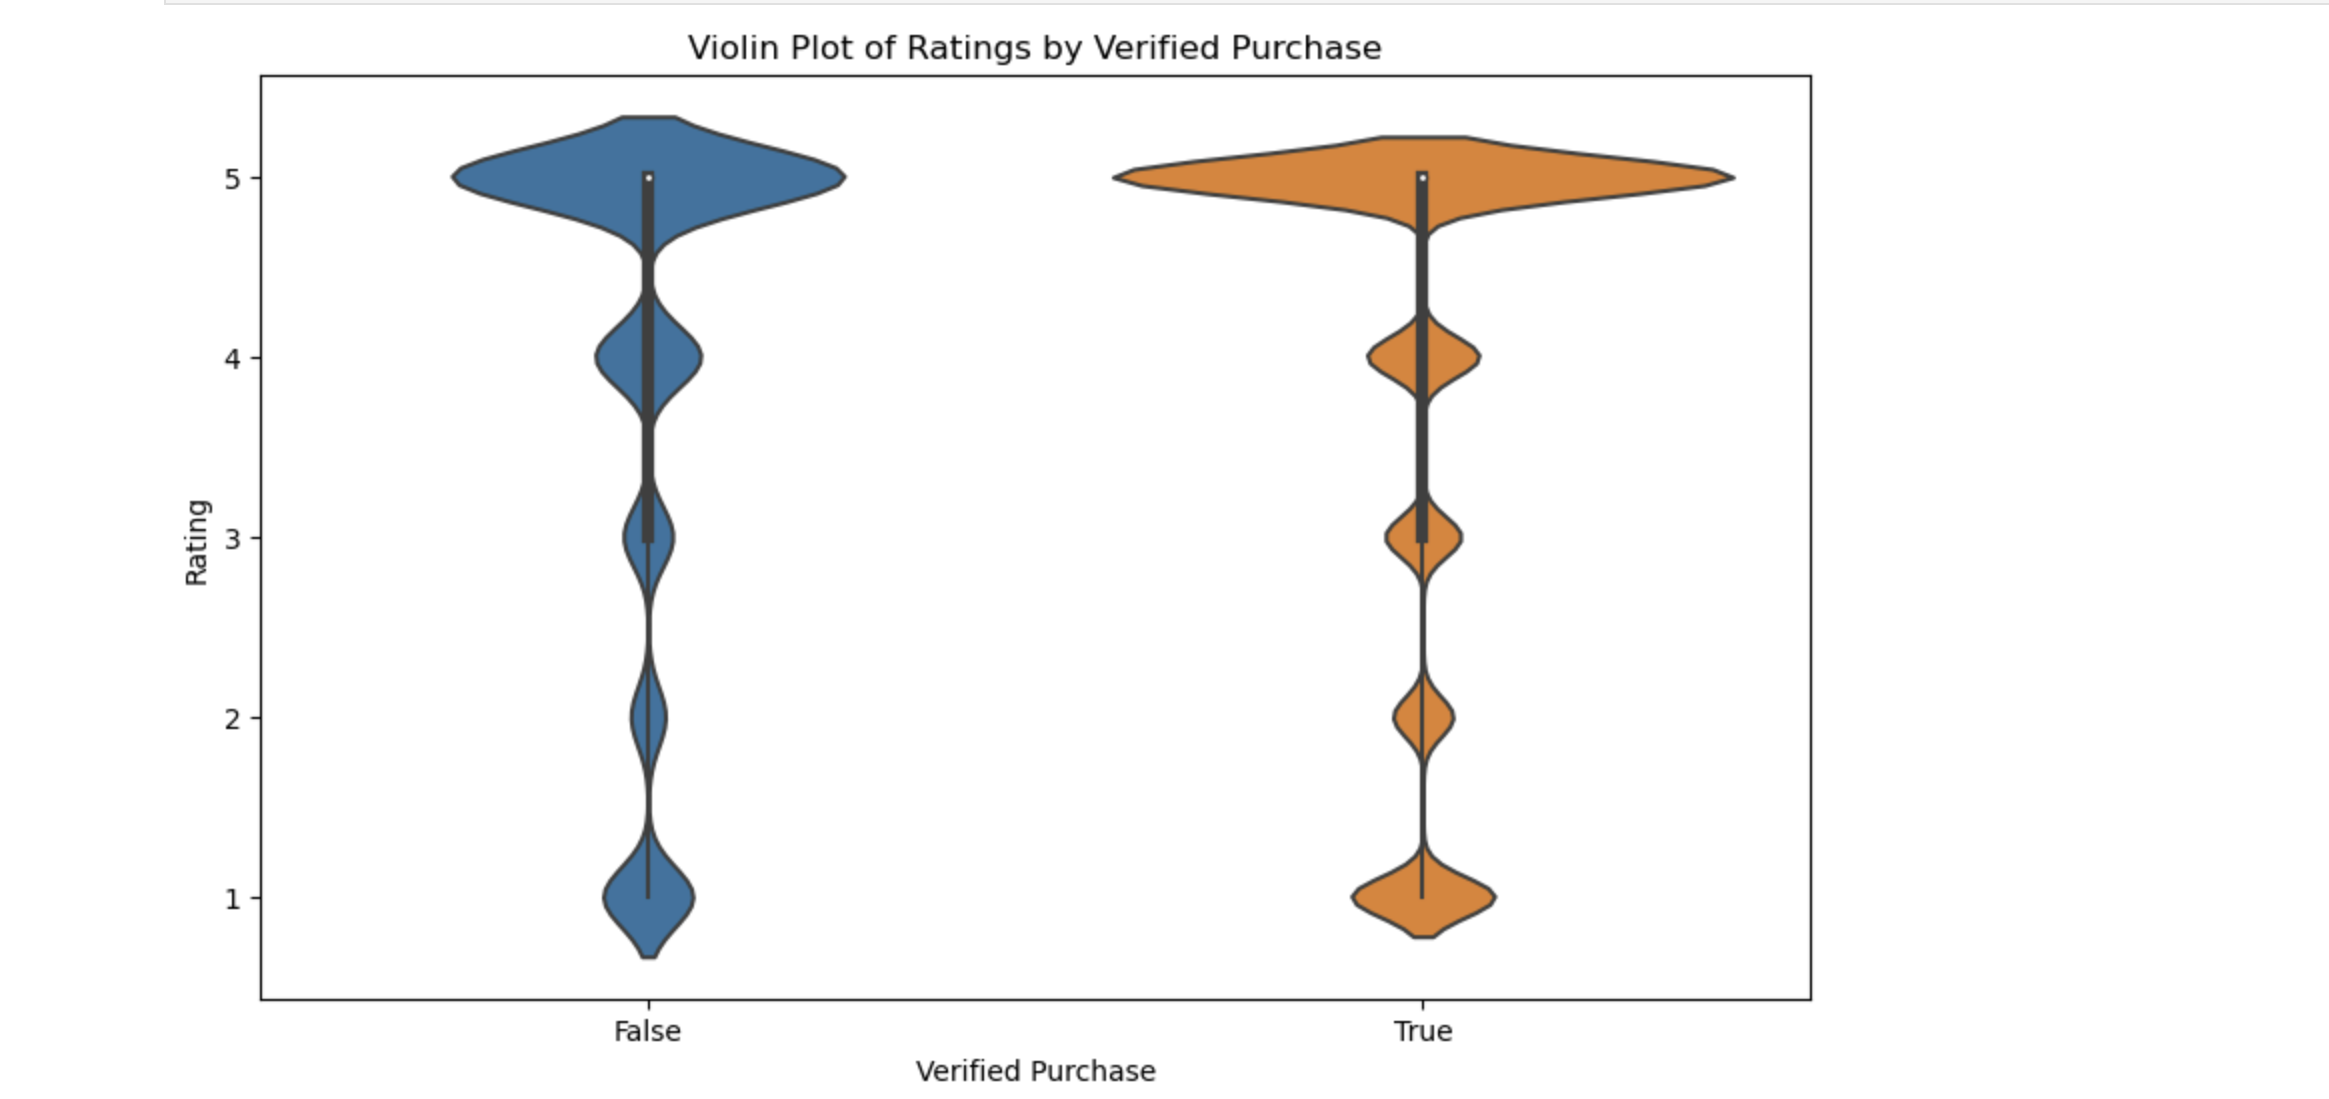 Violin Plot of Ratings by Verified Purchase
5
4
3
2
1
Rating
False
True
Verified Purchase